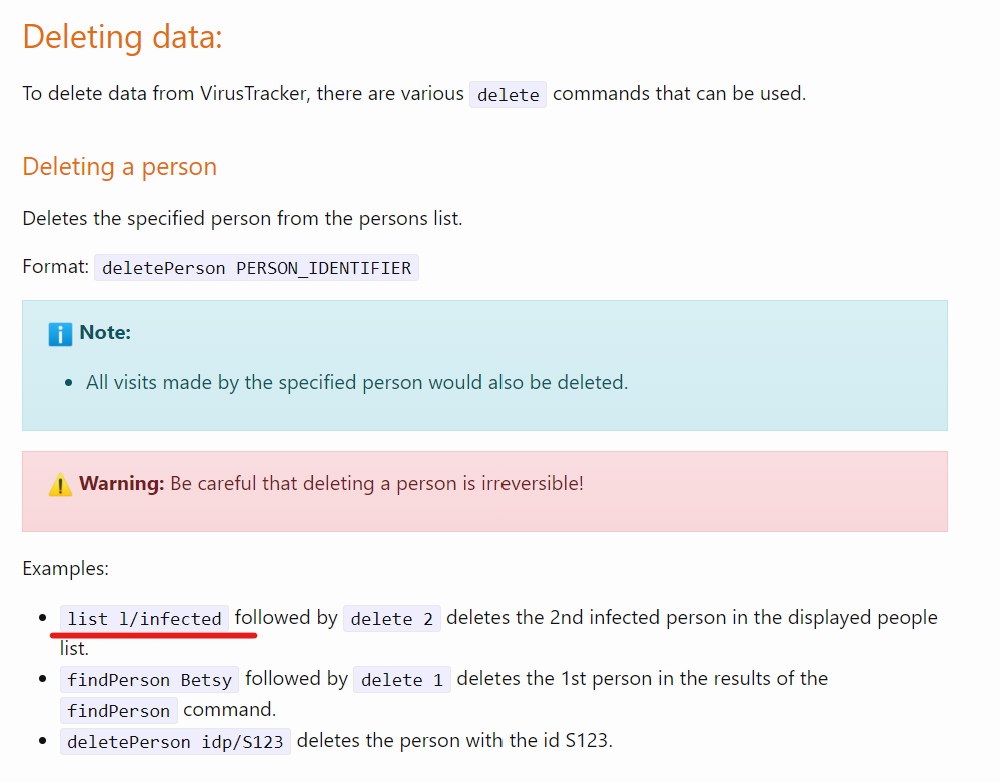 Deleting data:
To delete data from VirusTracker, there are various delete commands that can be used.
Deleting a person
Deletes the specified person from the persons list.
Format: deletePerson PERSON_IDENTIFIER
Note:
• All visits made by the specified person would also be deleted.
Warning: Be careful that deleting a person is irreversible!
Examples:
• list l/infected followed by delete 2 deletes the 2nd infected person in the displayed people
list.
• findPerson Betsy followed by delete 1 deletes the 1st person in the results of the
findPerson command.
• deletePerson idp/S123 deletes the person with the id S123.